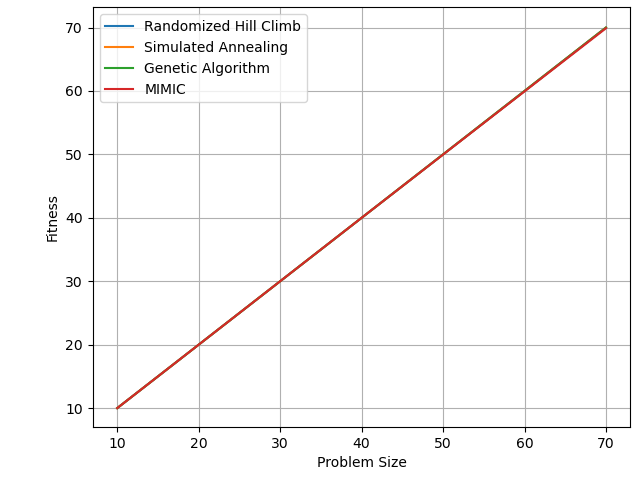 Randomized Hill Climb
Simulated Annealing
Genetic Algorithm
MIMIC
70
60
50
40
30
20
10
Fitness
10 20 30 40 50 60 70
Problem Size